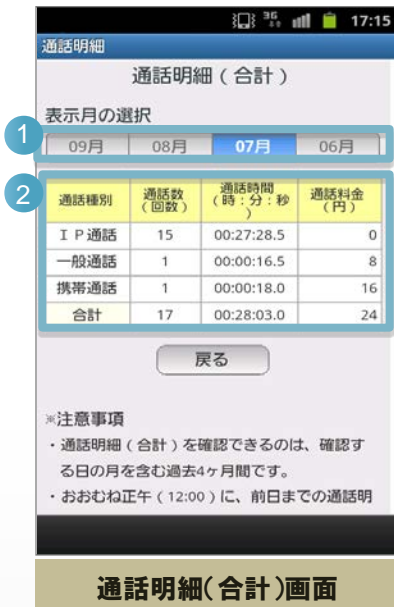 3G 17:15
通話明細
通話明細（合計）
表示月の選択
1
09月 08月 07月 06月
2
通話種別 通話数（回数） 通話時間（時：分：秒） 通話料金（円）
ＩＰ通話 15 00:27:28.5 0
一般通話 1 00:00:16.5 8
携帯通話 1 00:00:18.0 16
合計 17 00:28:03.0 24
戻る
※注意事項
・通話明細（合計）を確認できるのは、確認す
る日の月を含む過去4ヶ月間です。
・おおむね正午（12:00）に、前日までの通話明
通話明細(合計)画面